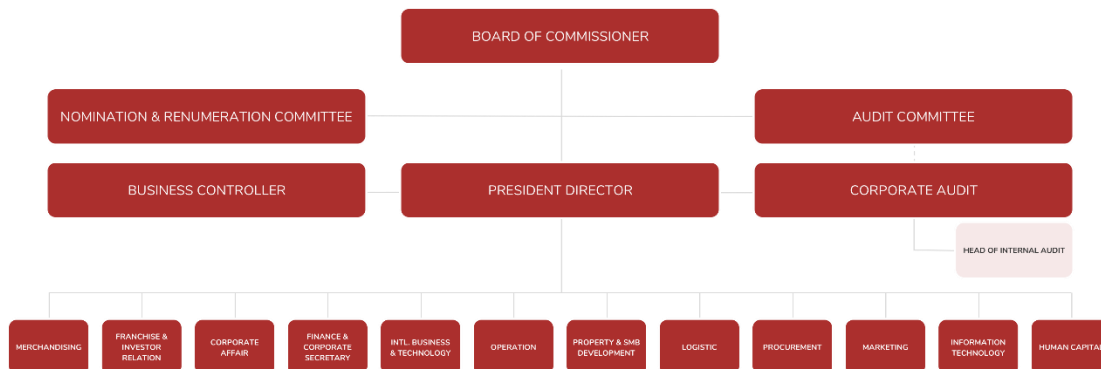 BOARD OF COMMISSIONER
NOMINATION & RENUMERATION COMMITTEE
AUDIT COMMITTEE
BUSINESS CONTROLLER
PRESIDENT DIRECTOR
CORPORATE AUDIT
HEAD OF INTERNAL AUDIT
MERCHANDISING
FRANCHISE &
INVESTOR
RELATION
CORPORATE
AFFAIR
FINANCE &
CORPORATE
SECRETARY
INTL. BUSINESS
& TECHNOLOGY
OPERATION
PROPERTY & SMB
DEVELOPMENT
LOGISTIC
PROCUREMENT
MARKETING
INFORMATION
TECHNOLOGY
HUMAN CAPITAL